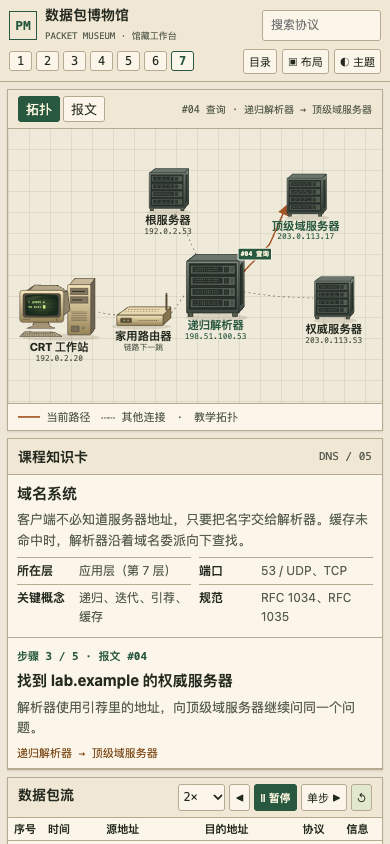 PM 数据包博物馆
PACKET MUSEUM · 馆藏工作台
搜索协议
1 2 3 4 5 6 7 目录 ▣ 布局 ◐ 主题
拓扑 报文 #04 查询 · 递归解析器 → 顶级域服务器
根服务器
192.0.2.53
顶级域服务器
203.0.113.17
#04 查询
递归解析器
198.51.100.53
权威服务器
203.0.113.53
家用路由器
链路下一跳
CRT 工作站
192.0.2.20
当前路径 其他连接 · 教学拓扑
课程知识卡 DNS / 05
域名系统
客户端不必知道服务器地址，只要把名字交给解析器。缓存未
命中时，解析器沿着域名委派向下查找。
所在层 应用层（第 7 层） 端口 53 / UDP、TCP
关键概念 递归、迭代、引荐、 规范 RFC 1034、RFC
缓存 1035
步骤 3 / 5 · 报文 #04
找到 lab.example 的权威服务器
解析器使用引荐里的地址，向顶级域服务器继续问同一个问
题。
递归解析器 → 顶级域服务器
数据包流 2× ◀ Ⅱ 暂停 单步 ▶ ↺
序号 时间 源地址 目的地址 协议 信息